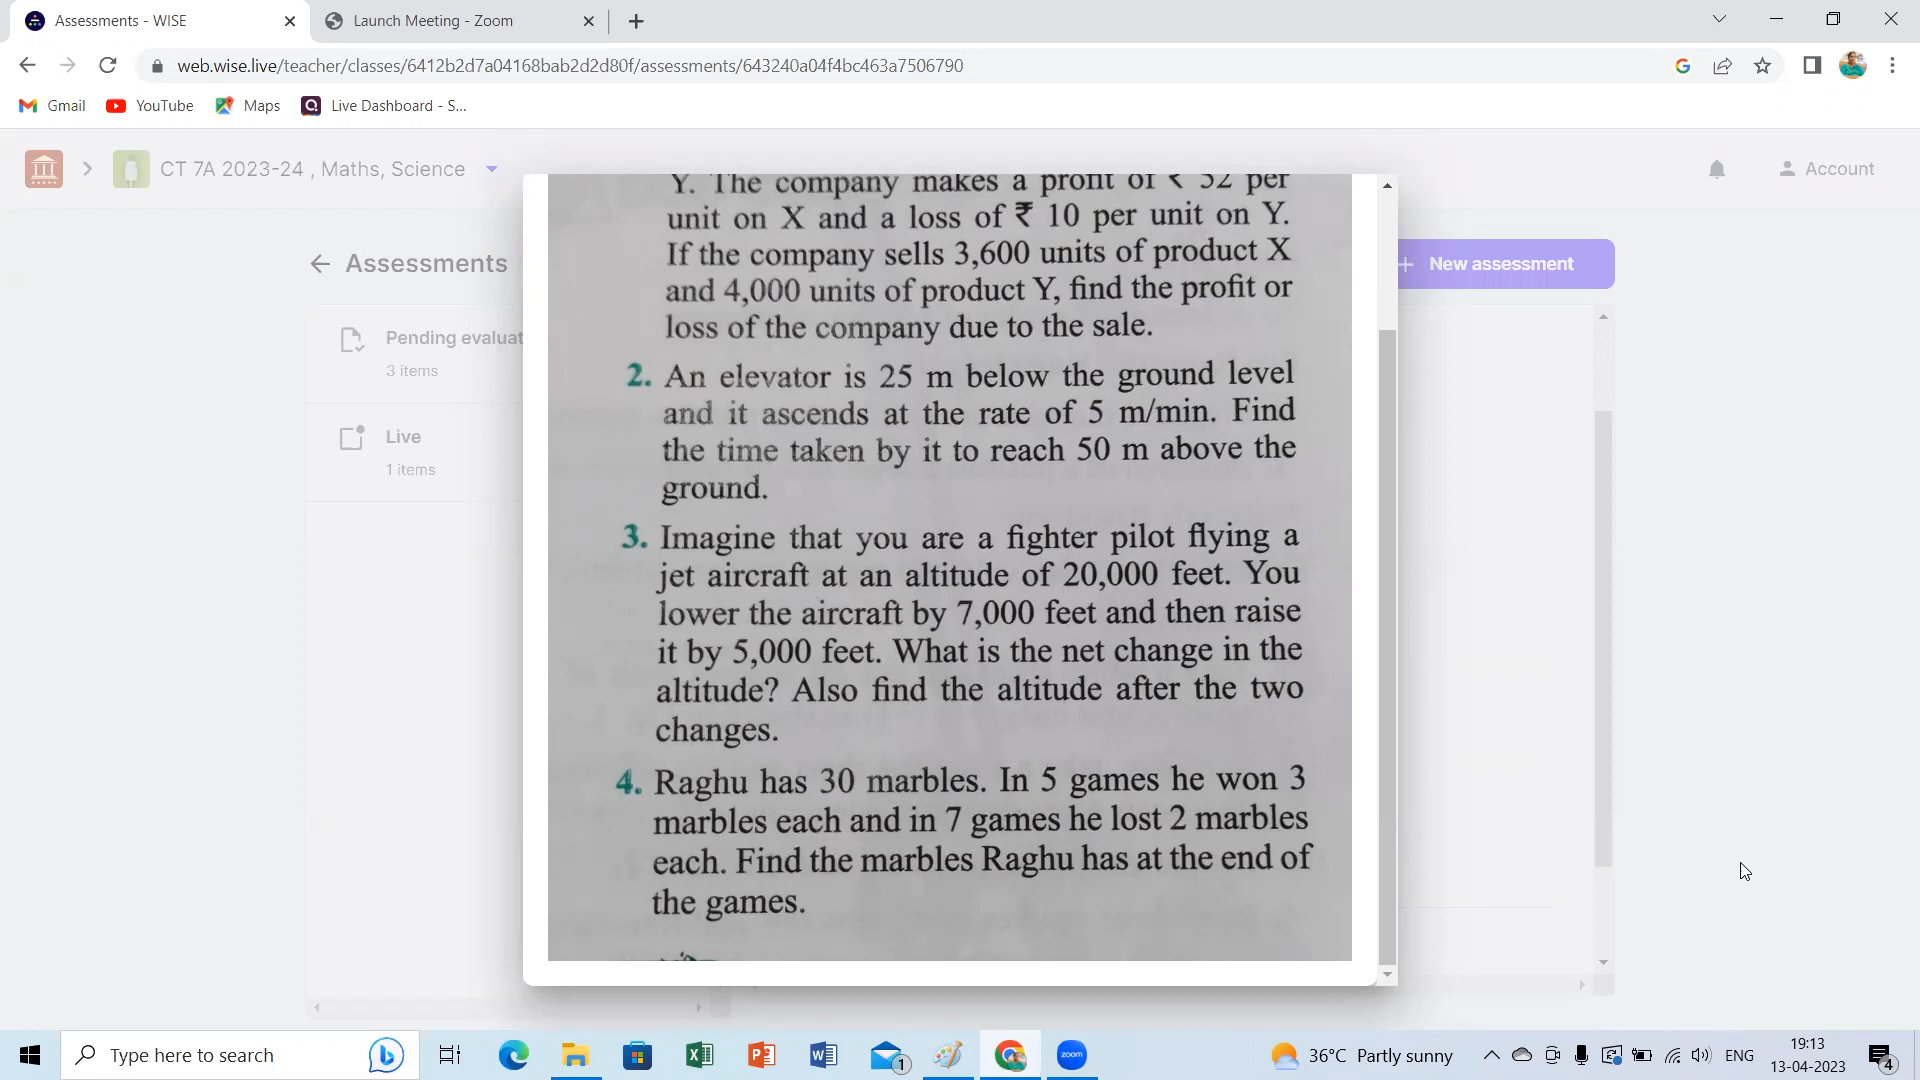 Assessments - WISE
Launch Meeting - Zoom
web.wise.live/teacher/classes/6412b2d7a04168bab2d2d80f/assessments/643240a04f4bc463a7506790
Gmail
YouTube
Maps
Live Dashboard - S...
CT 7A 2023-24 , Maths, Science
Account
Assessments
New assessment
Pending evaluat
3 items
Live
1 items
Y. The company makes a profit of ₹ 52 per
unit on X and a loss of ₹ 10 per unit on Y.
If the company sells 3,600 units of product X
and 4,000 units of product Y, find the profit or
loss of the company due to the sale.
2. An elevator is 25 m below the ground level
and it ascends at the rate of 5 m/min. Find
the time taken by it to reach 50 m above the
ground.
3. Imagine that you are a fighter pilot flying a
jet aircraft at an altitude of 20,000 feet. You
lower the aircraft by 7,000 feet and then raise
it by 5,000 feet. What is the net change in the
altitude? Also find the altitude after the two
changes.
4. Raghu has 30 marbles. In 5 games he won 3
marbles each and in 7 games he lost 2 marbles
each. Find the marbles Raghu has at the end of
the games.
Type here to search
1
zoom
36°C Partly sunny
ENG
19:13
13-04-2023
4